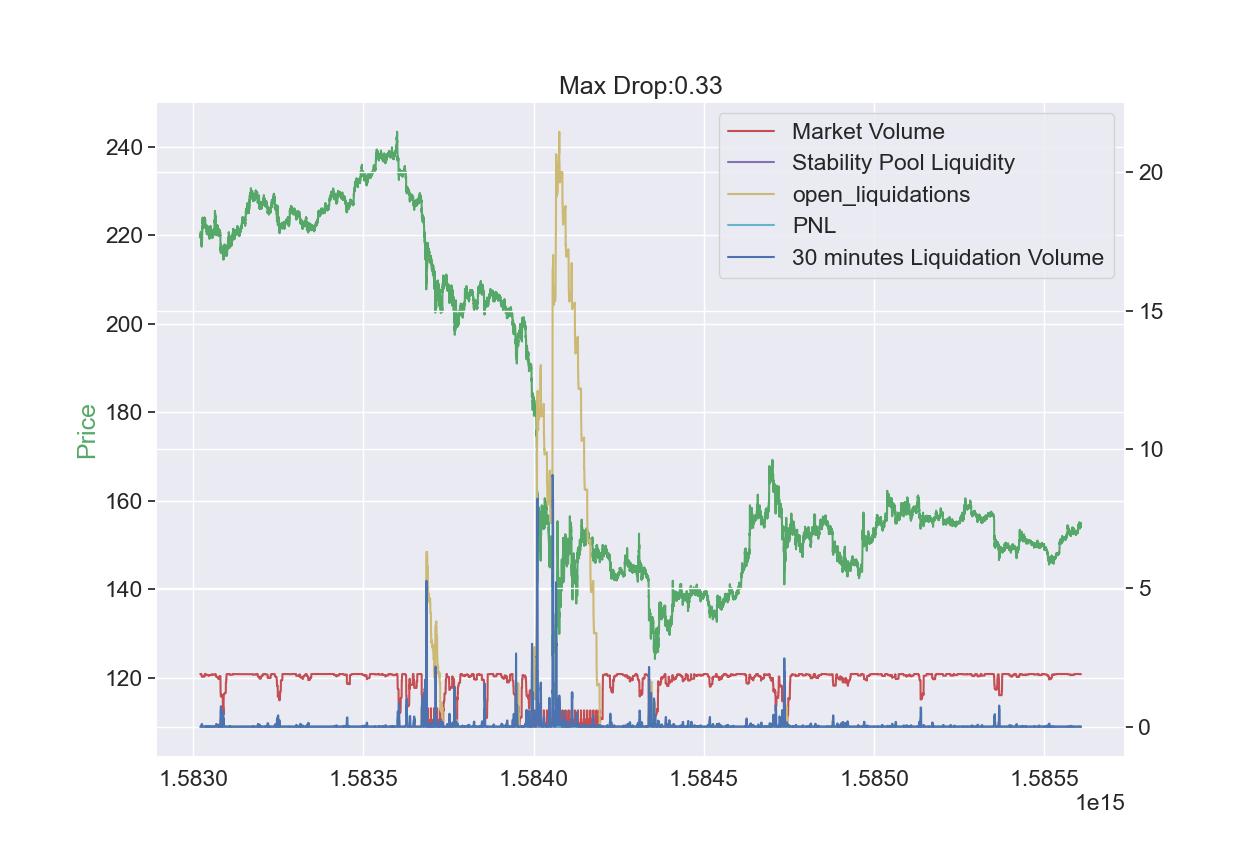 Max Drop:0.33
Market Volume
Stability Pool Liquidity
open_liquidations
PNL
30 minutes Liquidation Volume
Price
240
220
200
180
160
140
120
20
15
10
5
0
1.5830 1.5835 1.5840 1.5845 1.5850 1.5855
1e15